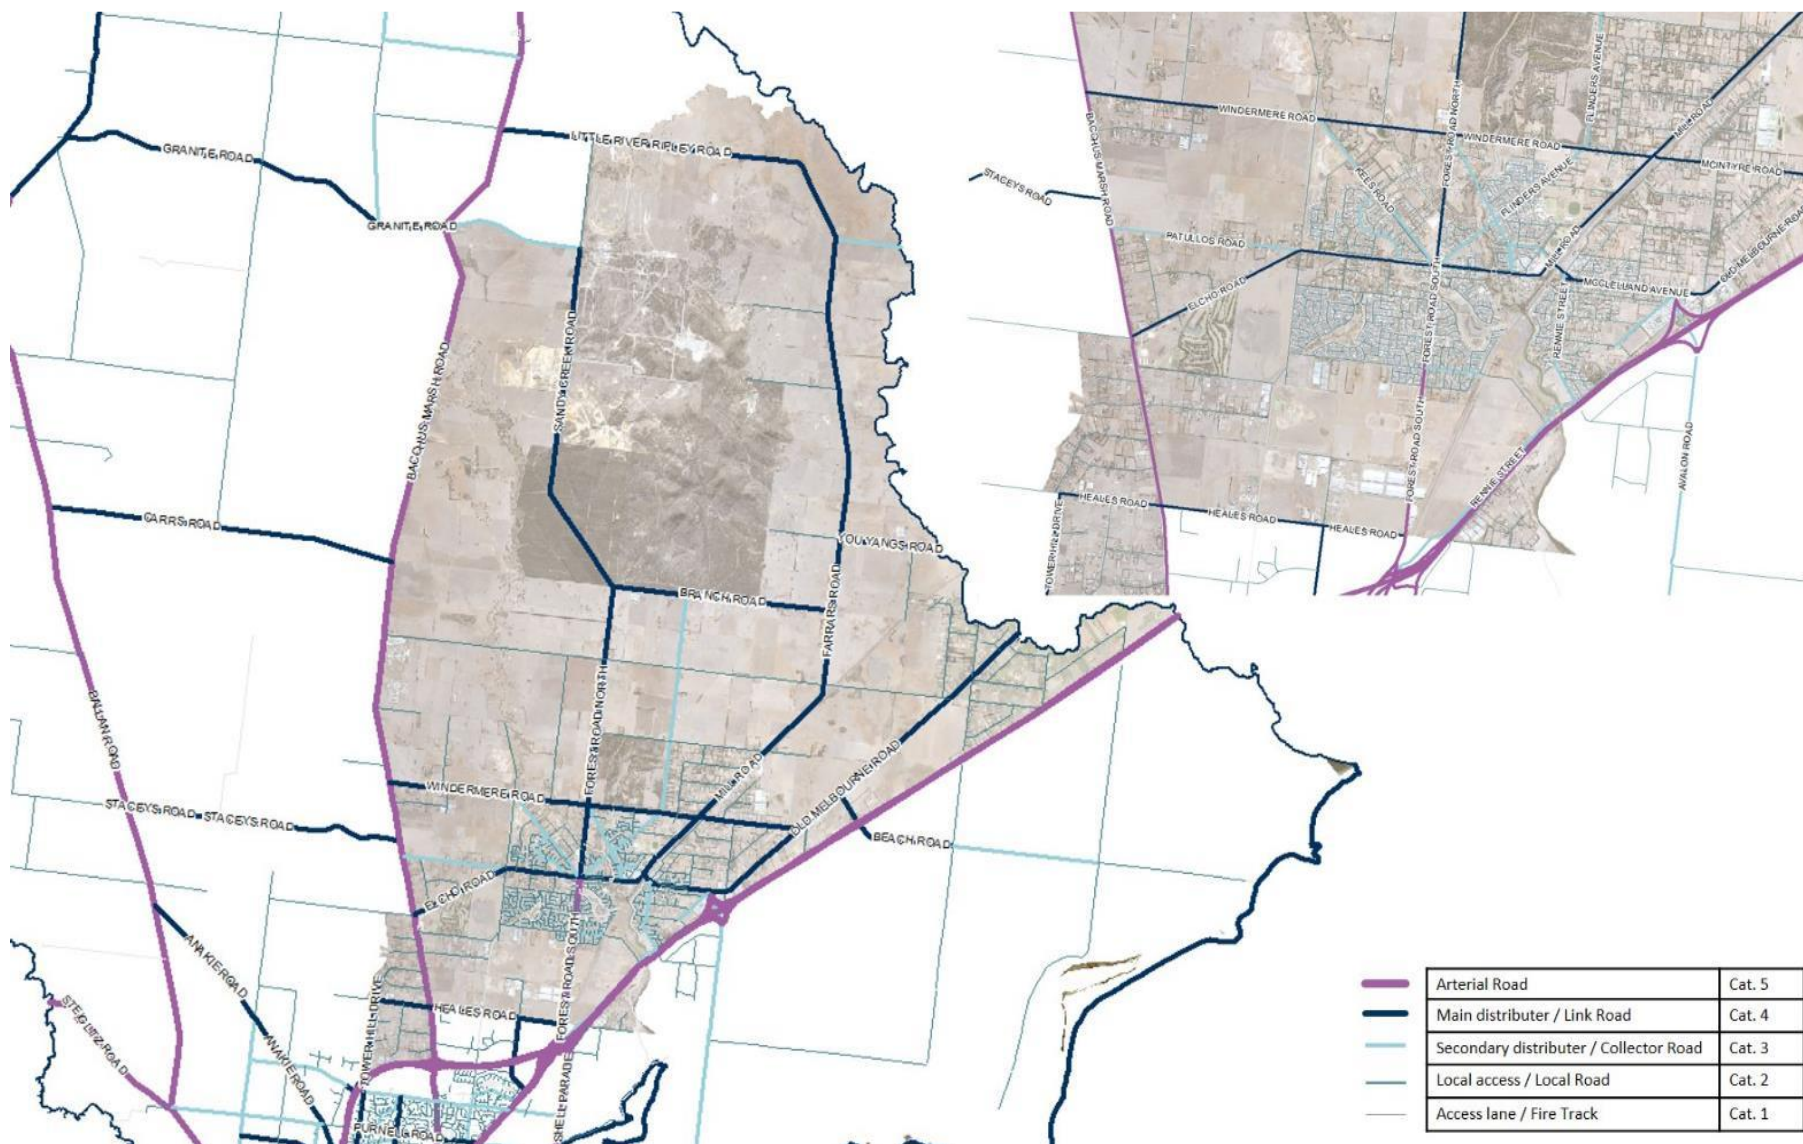 LITTLE RIVER RIPLEY ROAD
GRANITE ROAD
GRANITE ROAD
SANDY CREEK ROAD
BACCHUS MARSH ROAD
CARRS ROAD
YOU YANGS ROAD
BRANCH ROAD
FARRARS ROAD
FOREST ROAD NORTH
BALLAN ROAD
WINDERMERE ROAD
MILL ROAD
OLD MELBOURNE ROAD
STACEYS ROAD
STACEYS ROAD
BEACH ROAD
ELCHO ROAD
FOREST ROAD SOUTH
ANAKIE ROAD
HEALES ROAD
TOWER HILL DRIVE
STEIGLITZ ROAD
ANAKIE ROAD
SHELL PARADE
PURNELL ROAD
FLINDERS AVENUE
BACCHUS MARSH ROAD
WINDERMERE ROAD
FOREST ROAD NORTH
WINDERMERE ROAD
MILL ROAD
MCINTYRE ROAD
STACEYS ROAD
KEES ROAD
FLINDERS AVENUE
PATULLOS ROAD
MILL ROAD
OLD MELBOURNE ROAD
ELCHO ROAD
MCCLELLAND AVENUE
FOREST ROAD SOUTH
RENNIE STREET
FOREST ROAD SOUTH
RENNIE STREET
AVALON ROAD
HEALES ROAD
HEALES ROAD
HEALES ROAD
TOWER HILL DRIVE
Arterial Road Cat. 5
Main distributer / Link Road Cat. 4
Secondary distributer / Collector Road Cat. 3
Local access / Local Road Cat. 2
Access lane / Fire Track Cat. 1